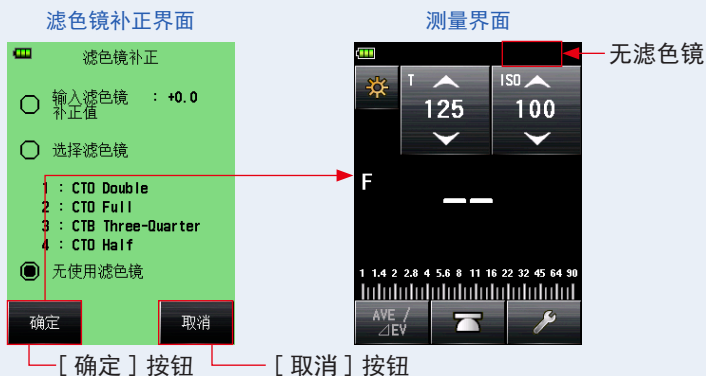 滤色镜补正界面
滤色镜补正
输入滤色镜 : +0.0
补正值
选择滤色镜
1 : CTO Double
2 : CTO Full
3 : CTB Three-Quarter
4 : CTO Half
无使用滤色镜
确定 取消
[ 确定 ] 按钮 [ 取消 ] 按钮
测量界面
无滤色镜
T ISO
125 100
F
1 1.4 2 2.8 4 5.6 8 11 16 22 32 45 64 90
AVE /
⊿EV